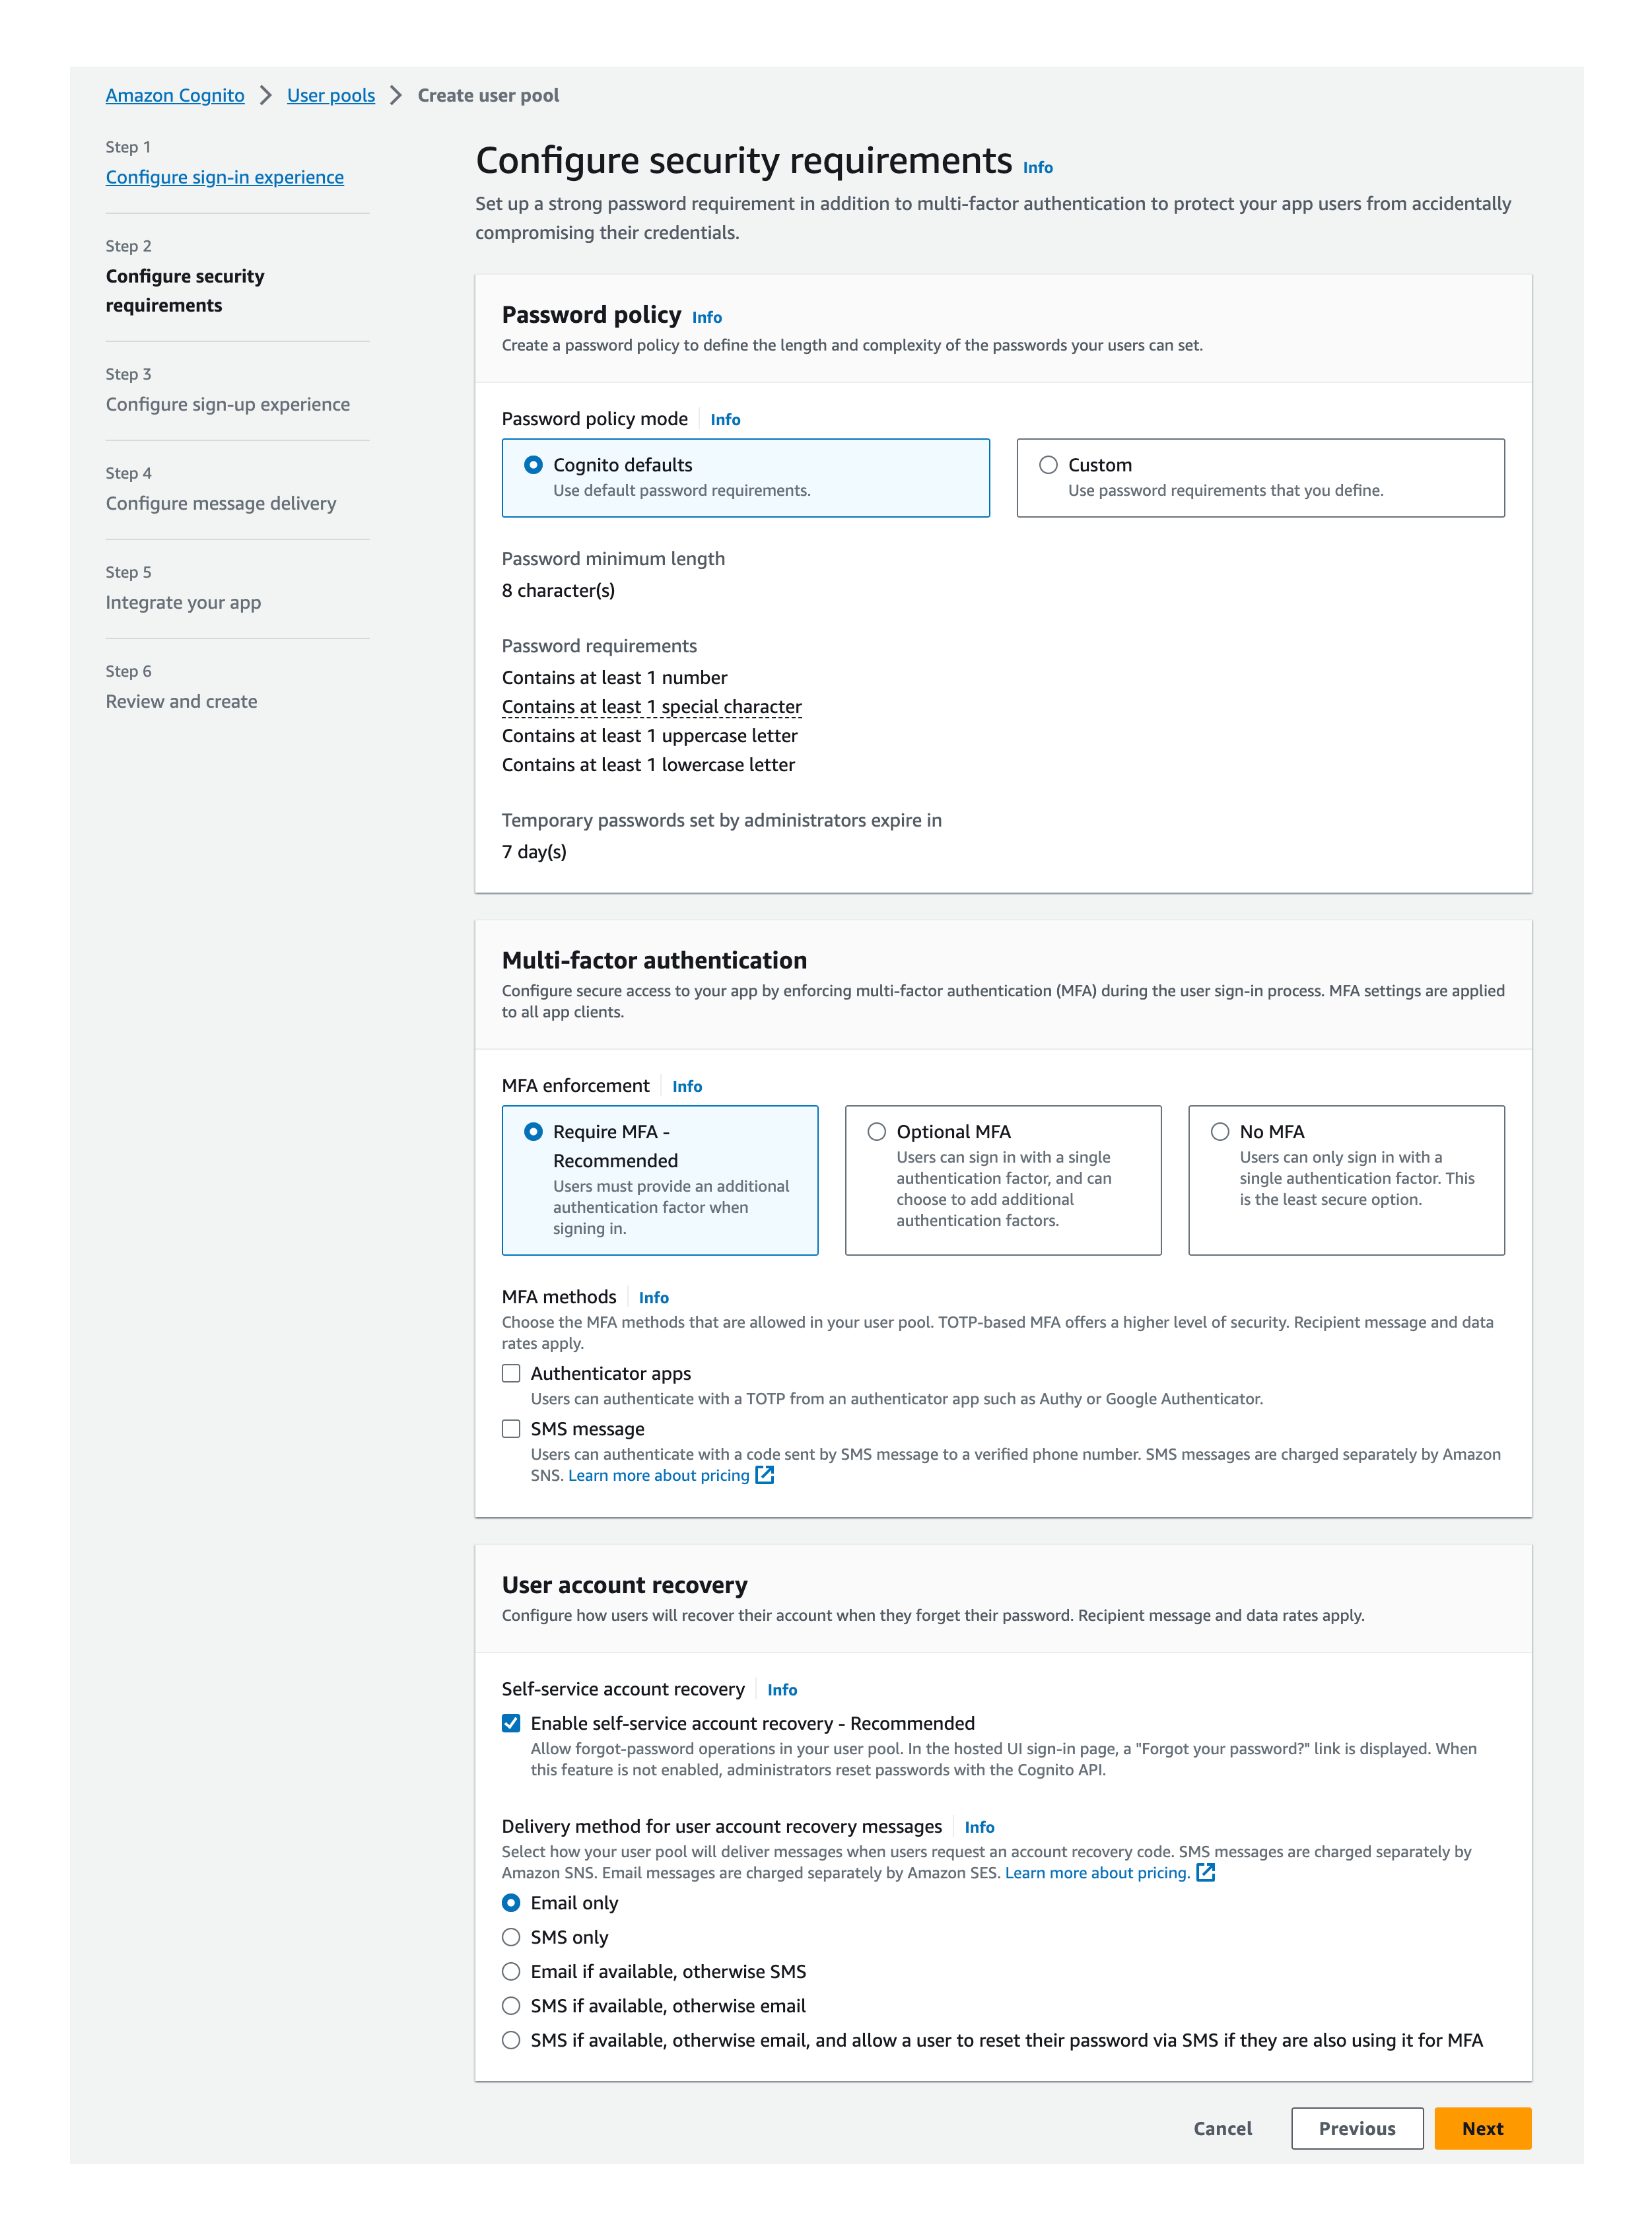 Amazon Cognito > User pools > Create user pool
Step 1
Configure sign-in experience
Step 2
Configure security
requirements
Step 3
Configure sign-up experience
Step 4
Configure message delivery
Step 5
Integrate your app
Step 6
Review and create
Configure security requirements Info
Set up a strong password requirement in addition to multi-factor authentication to protect your app users from accidentally
compromising their credentials.
Password policy Info
Create a password policy to define the length and complexity of the passwords your users can set.
Password policy mode Info
Cognito defaults
Use default password requirements.
Custom
Use password requirements that you define.
Password minimum length
8 character(s)
Password requirements
Contains at least 1 number
Contains at least 1 special character
Contains at least 1 uppercase letter
Contains at least 1 lowercase letter
Temporary passwords set by administrators expire in
7 day(s)
Multi-factor authentication
Configure secure access to your app by enforcing multi-factor authentication (MFA) during the user sign-in process. MFA settings are applied
to all app clients.
MFA enforcement Info
Require MFA -
Recommended
Users must provide an additional
authentication factor when
signing in.
Optional MFA
Users can sign in with a single
authentication factor, and can
choose to add additional
authentication factors.
No MFA
Users can only sign in with a
single authentication factor. This
is the least secure option.
MFA methods Info
Choose the MFA methods that are allowed in your user pool. TOTP-based MFA offers a higher level of security. Recipient message and data
rates apply.
Authenticator apps
Users can authenticate with a TOTP from an authenticator app such as Authy or Google Authenticator.
SMS message
Users can authenticate with a code sent by SMS message to a verified phone number. SMS messages are charged separately by Amazon
SNS. Learn more about pricing
User account recovery
Configure how users will recover their account when they forget their password. Recipient message and data rates apply.
Self-service account recovery Info
Enable self-service account recovery - Recommended
Allow forgot-password operations in your user pool. In the hosted UI sign-in page, a "Forgot your password?" link is displayed. When
this feature is not enabled, administrators reset passwords with the Cognito API.
Delivery method for user account recovery messages Info
Select how your user pool will deliver messages when users request an account recovery code. SMS messages are charged separately by
Amazon SNS. Email messages are charged separately by Amazon SES. Learn more about pricing.
Email only
SMS only
Email if available, otherwise SMS
SMS if available, otherwise email
SMS if available, otherwise email, and allow a user to reset their password via SMS if they are also using it for MFA
Cancel Previous Next